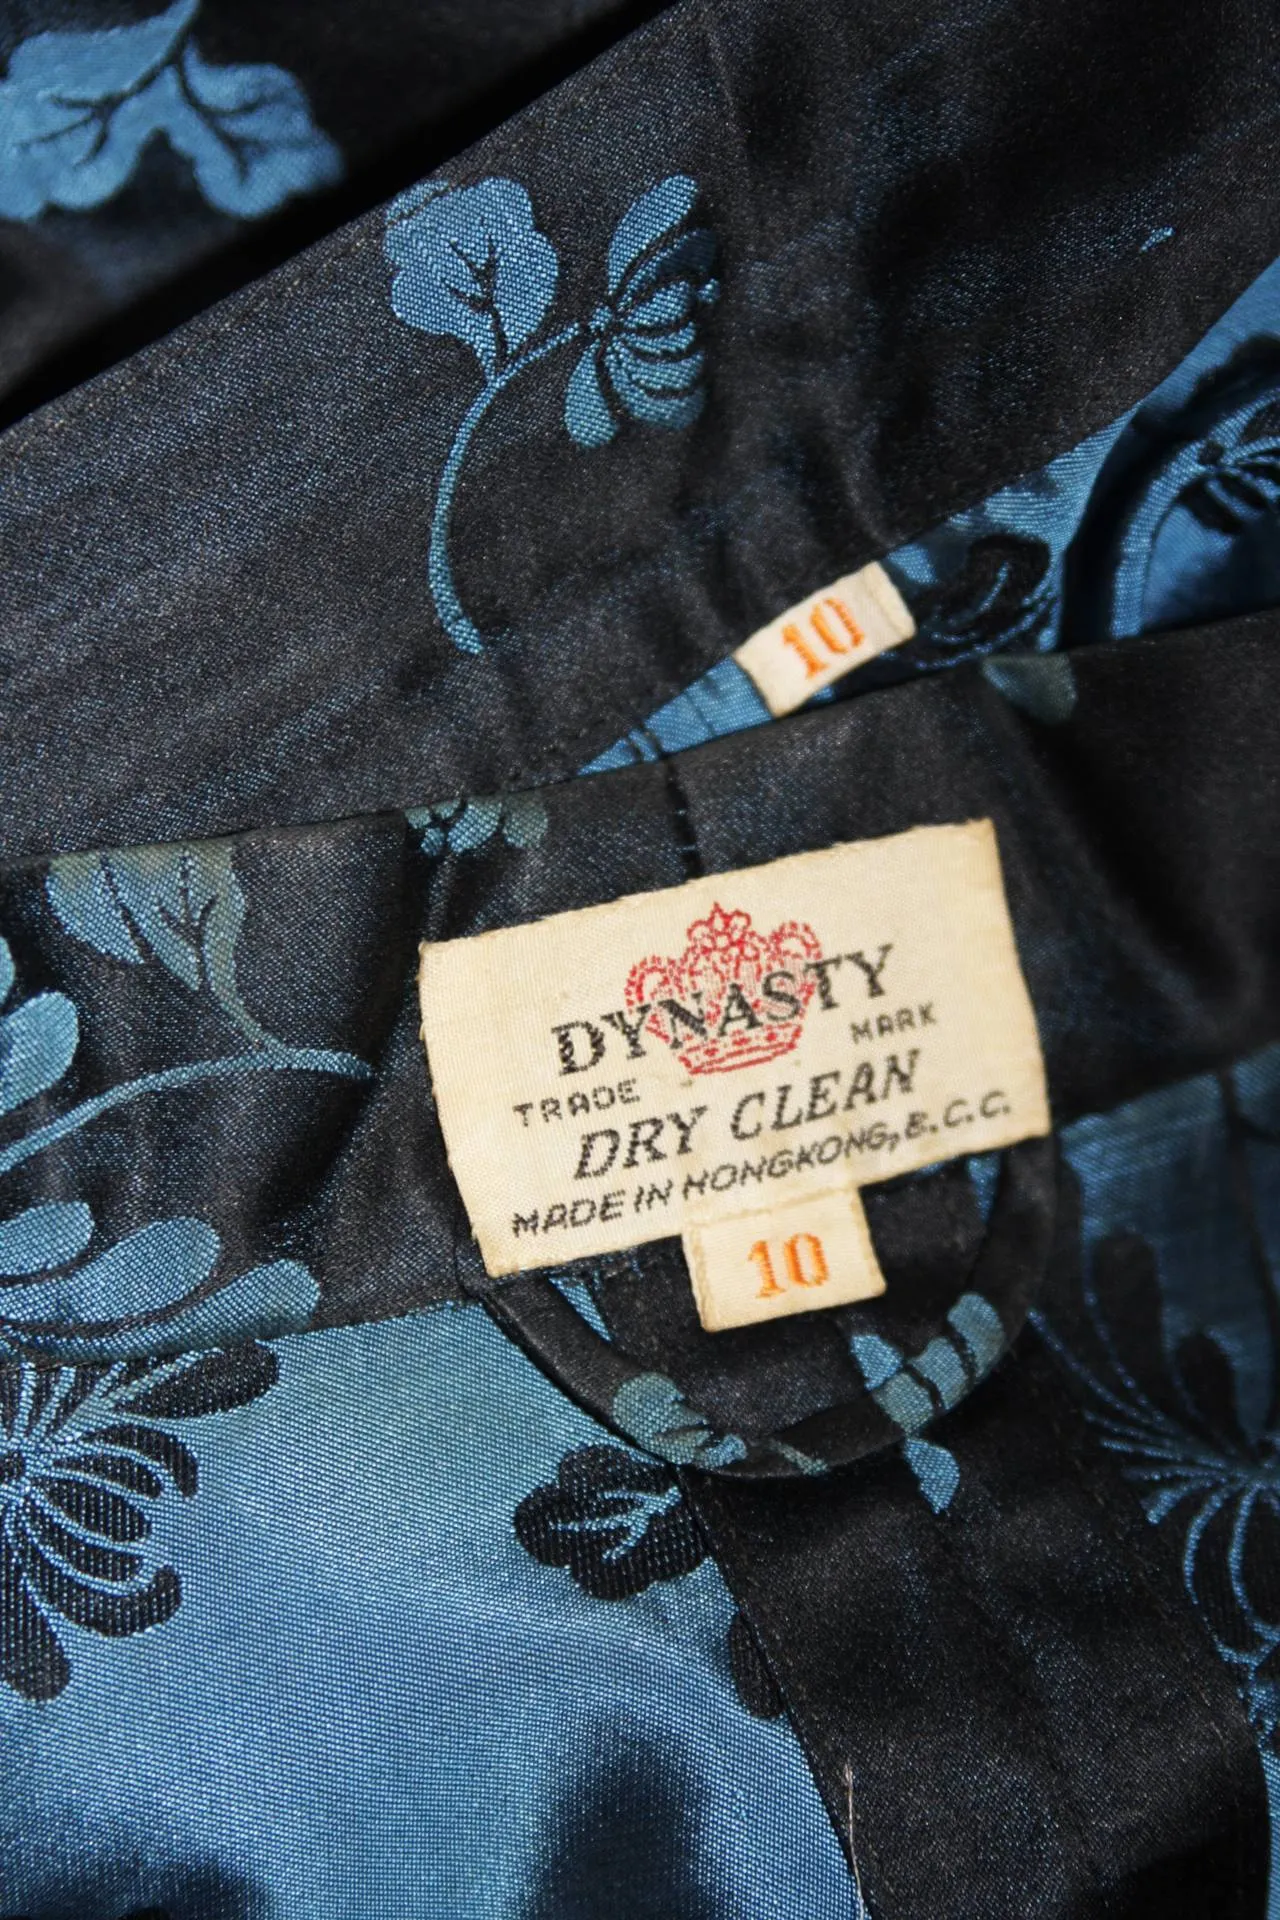 10
DYNASTY
TRADE MARK
DRY CLEAN
MADE IN HONGKONG, B.C.C.
10